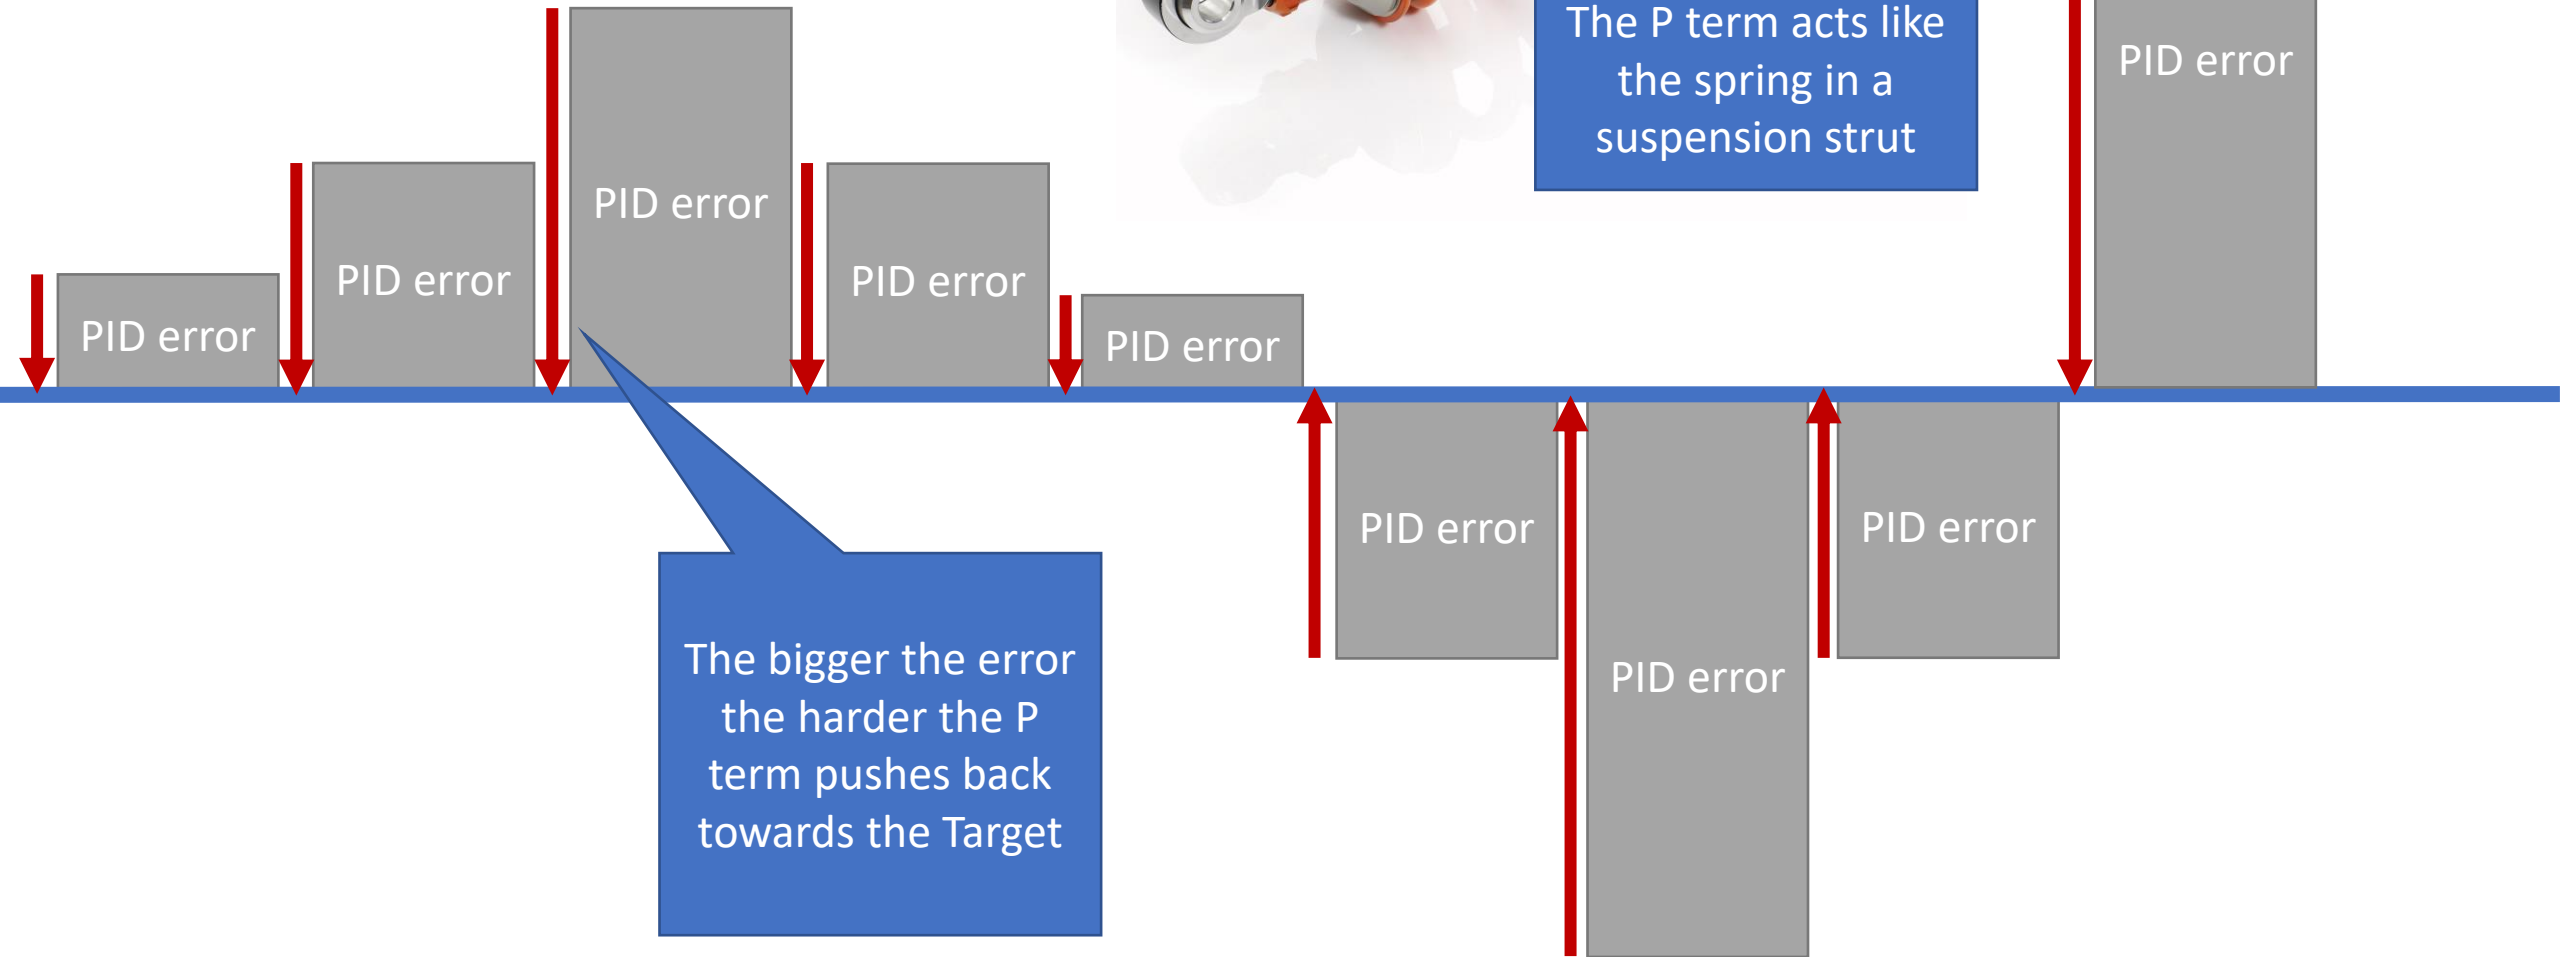 The P term acts like
the spring in a
suspension strut
PID error
PID error
PID error
PID error
PID error
PID error
PID error
PID error
PID error
The bigger the error
the harder the P
term pushes back
towards the Target